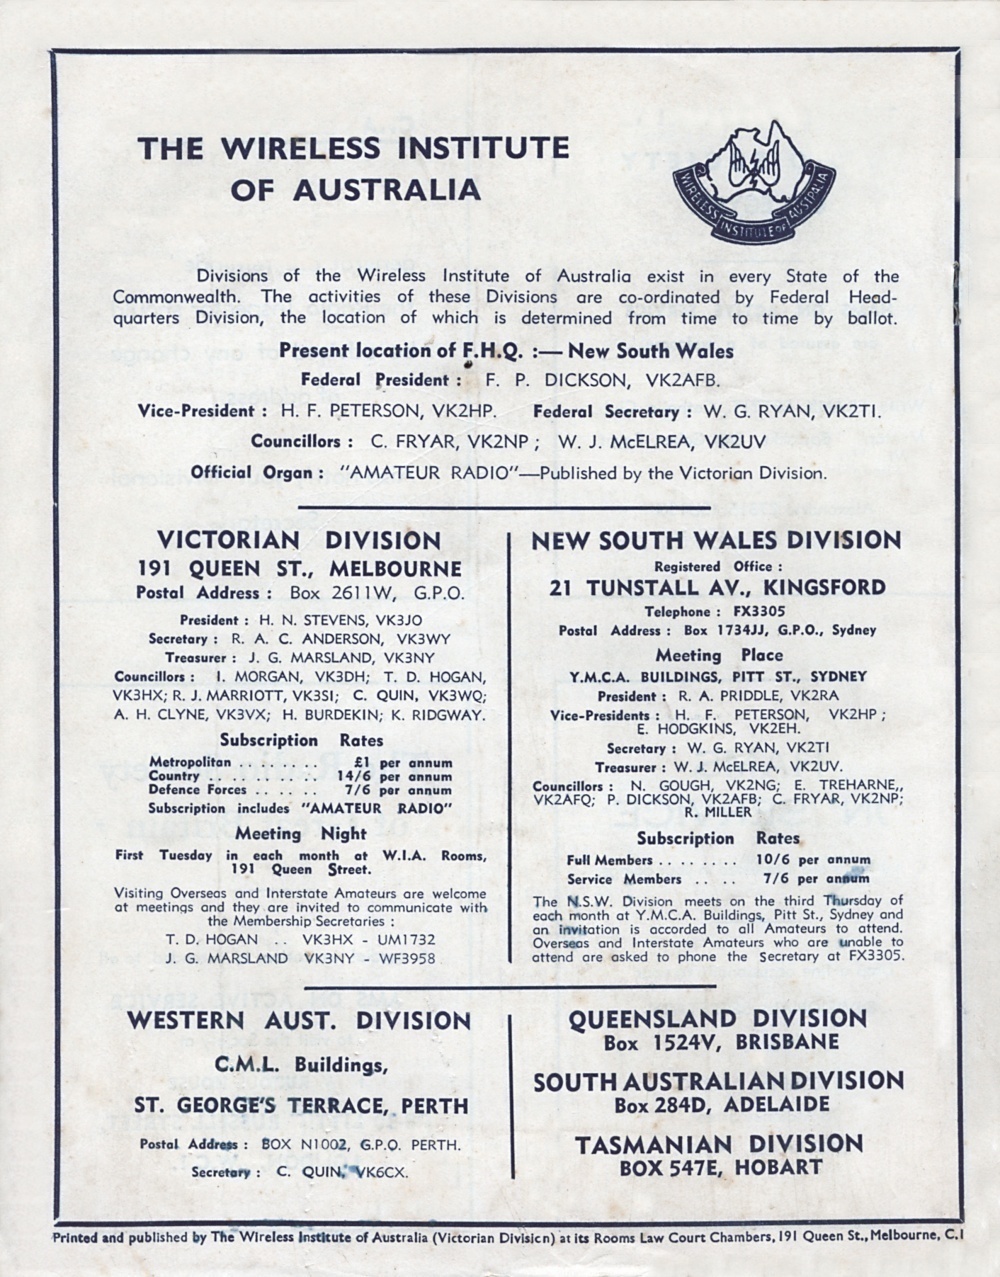 THE WIRELESS INSTITUTE
OF AUSTRALIA
WIRELESS INSTITUTE OF AUSTRALIA
Divisions of the Wireless Institute of Australia exist in every State of the
Commonwealth. The activities of these Divisions are co-ordinated by Federal Head-
quarters Division, the location of which is determined from time to time by ballot.
Present location of F.H.Q. :— New South Wales
Federal President : F. P. DICKSON, VK2AFB.
Vice-President : H. F. PETERSON, VK2HP. Federal Secretary : W. G. RYAN, VK2TI.
Councillors : C. FRYAR, VK2NP ; W. J. McELREA, VK2UV
Official Organ : "AMATEUR RADIO"—Published by the Victorian Division.
VICTORIAN DIVISION
191 QUEEN ST., MELBOURNE
Postal Address : Box 2611W, G.P.O.
President : H. N. STEVENS, VK3JO
Secretary : R. A. C. ANDERSON, VK3WY
Treasurer : J. G. MARSLAND, VK3NY
Councillors : I. MORGAN, VK3DH; T. D. HOGAN,
VK3HX; R. J. MARRIOTT, VK3SI; C. QUIN, VK3WQ;
A. H. CLYNE, VK3VX; H. BURDEKIN; K. RIDGWAY.
Subscription Rates
Metropolitan .. .. .. .. £1 per annum
Country .. .. .. .. .. 14/6 per annum
Defence Forces .. .. .. 7/6 per annum
Subscription includes "AMATEUR RADIO"
Meeting Night
First Tuesday in each month at W.I.A. Rooms,
191 Queen Street.
Visiting Overseas and Interstate Amateurs are welcome
at meetings and they are invited to communicate with
the Membership Secretaries :
T. D. HOGAN .. VK3HX - UM1732
J. G. MARSLAND VK3NY - WF3958
NEW SOUTH WALES DIVISION
Registered Office :
21 TUNSTALL AV., KINGSFORD
Telephone : FX3305
Postal Address : Box 1734JJ, G.P.O., Sydney
Meeting Place
Y.M.C.A. BUILDINGS, PITT ST., SYDNEY
President : R. A. PRIDDLE, VK2RA
Vice-Presidents : H. F. PETERSON, VK2HP ;
E. HODGKINS, VK2EH.
Secretary : W. G. RYAN, VK2TI
Treasurer : W. J. McELREA, VK2UV.
Councillors : N. GOUGH, VK2NG; E. TREHARNE,,
VK2AFQ; P. DICKSON, VK2AFB; C. FRYAR, VK2NP;
R. MILLER
Subscription Rates
Full Members .. .. .. .. 10/6 per annum
Service Members .. .. 7/6 per annum
The N.S.W. Division meets on the third Thursday of
each month at Y.M.C.A. Buildings, Pitt St., Sydney and
an invitation is accorded to all Amateurs to attend.
Overseas and Interstate Amateurs who are unable to
attend are asked to phone the Secretary at FX3305.
WESTERN AUST. DIVISION
C.M.L. Buildings,
ST. GEORGE'S TERRACE, PERTH
Postal Address : BOX N1002, G.P.O. PERTH.
Secretary : C. QUIN, VK6CX.
QUEENSLAND DIVISION
Box 1524V, BRISBANE
SOUTH AUSTRALIAN DIVISION
Box 284D, ADELAIDE
TASMANIAN DIVISION
BOX 547E, HOBART
Printed and published by The Wireless Institute of Australia (Victorian Division) at its Rooms Law Court Chambers, 191 Queen St., Melbourne, C.1